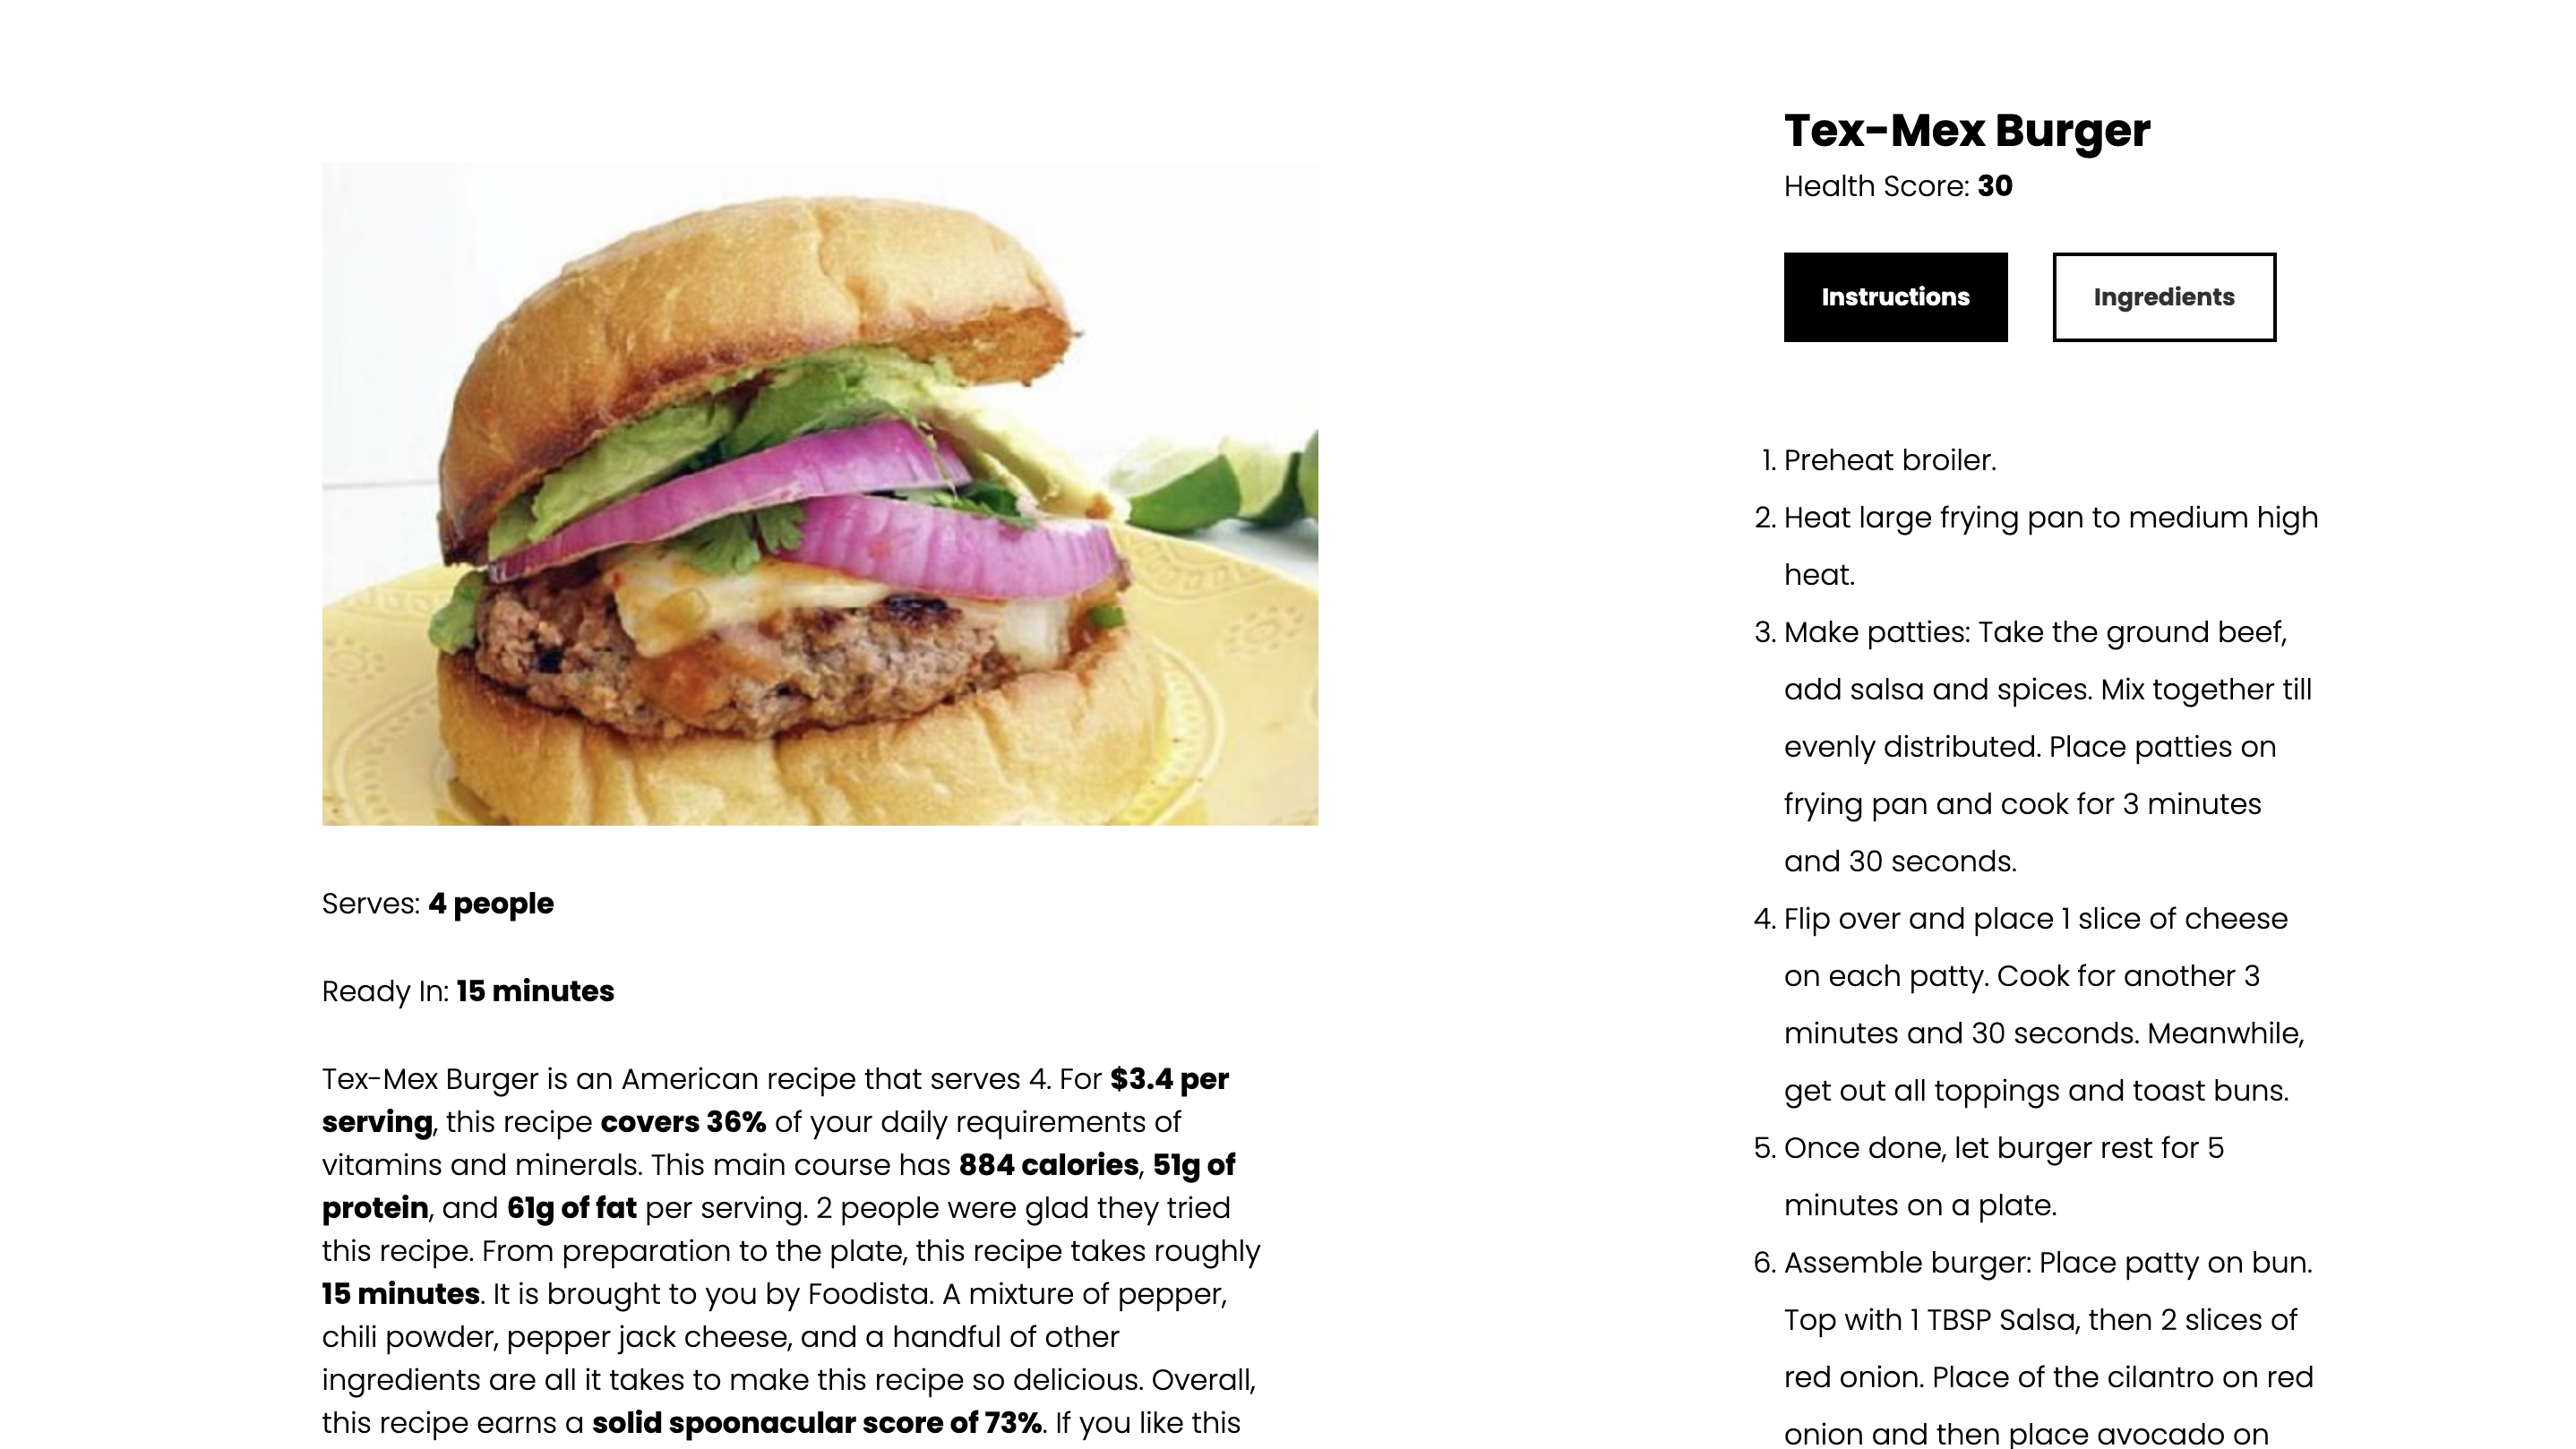 Tex-Mex Burger
Health Score: 30
Instructions
Ingredients
1. Preheat broiler.
2. Heat large frying pan to medium high
heat.
3. Make patties: Take the ground beef,
add salsa and spices. Mix together till
evenly distributed. Place patties on
frying pan and cook for 3 minutes
and 30 seconds.
4. Flip over and place 1 slice of cheese
on each patty. Cook for another 3
minutes and 30 seconds. Meanwhile,
get out all toppings and toast buns.
5. Once done, let burger rest for 5
minutes on a plate.
6. Assemble burger: Place patty on bun.
Top with 1 TBSP Salsa, then 2 slices of
red onion. Place of the cilantro on red
onion and then place avocado on
Serves: 4 people
Ready In: 15 minutes
Tex-Mex Burger is an American recipe that serves 4. For $3.4 per
serving, this recipe covers 36% of your daily requirements of
vitamins and minerals. This main course has 884 calories, 51g of
protein, and 61g of fat per serving. 2 people were glad they tried
this recipe. From preparation to the plate, this recipe takes roughly
15 minutes. It is brought to you by Foodista. A mixture of pepper,
chili powder, pepper jack cheese, and a handful of other
ingredients are all it takes to make this recipe so delicious. Overall,
this recipe earns a solid spoonacular score of 73%. If you like this